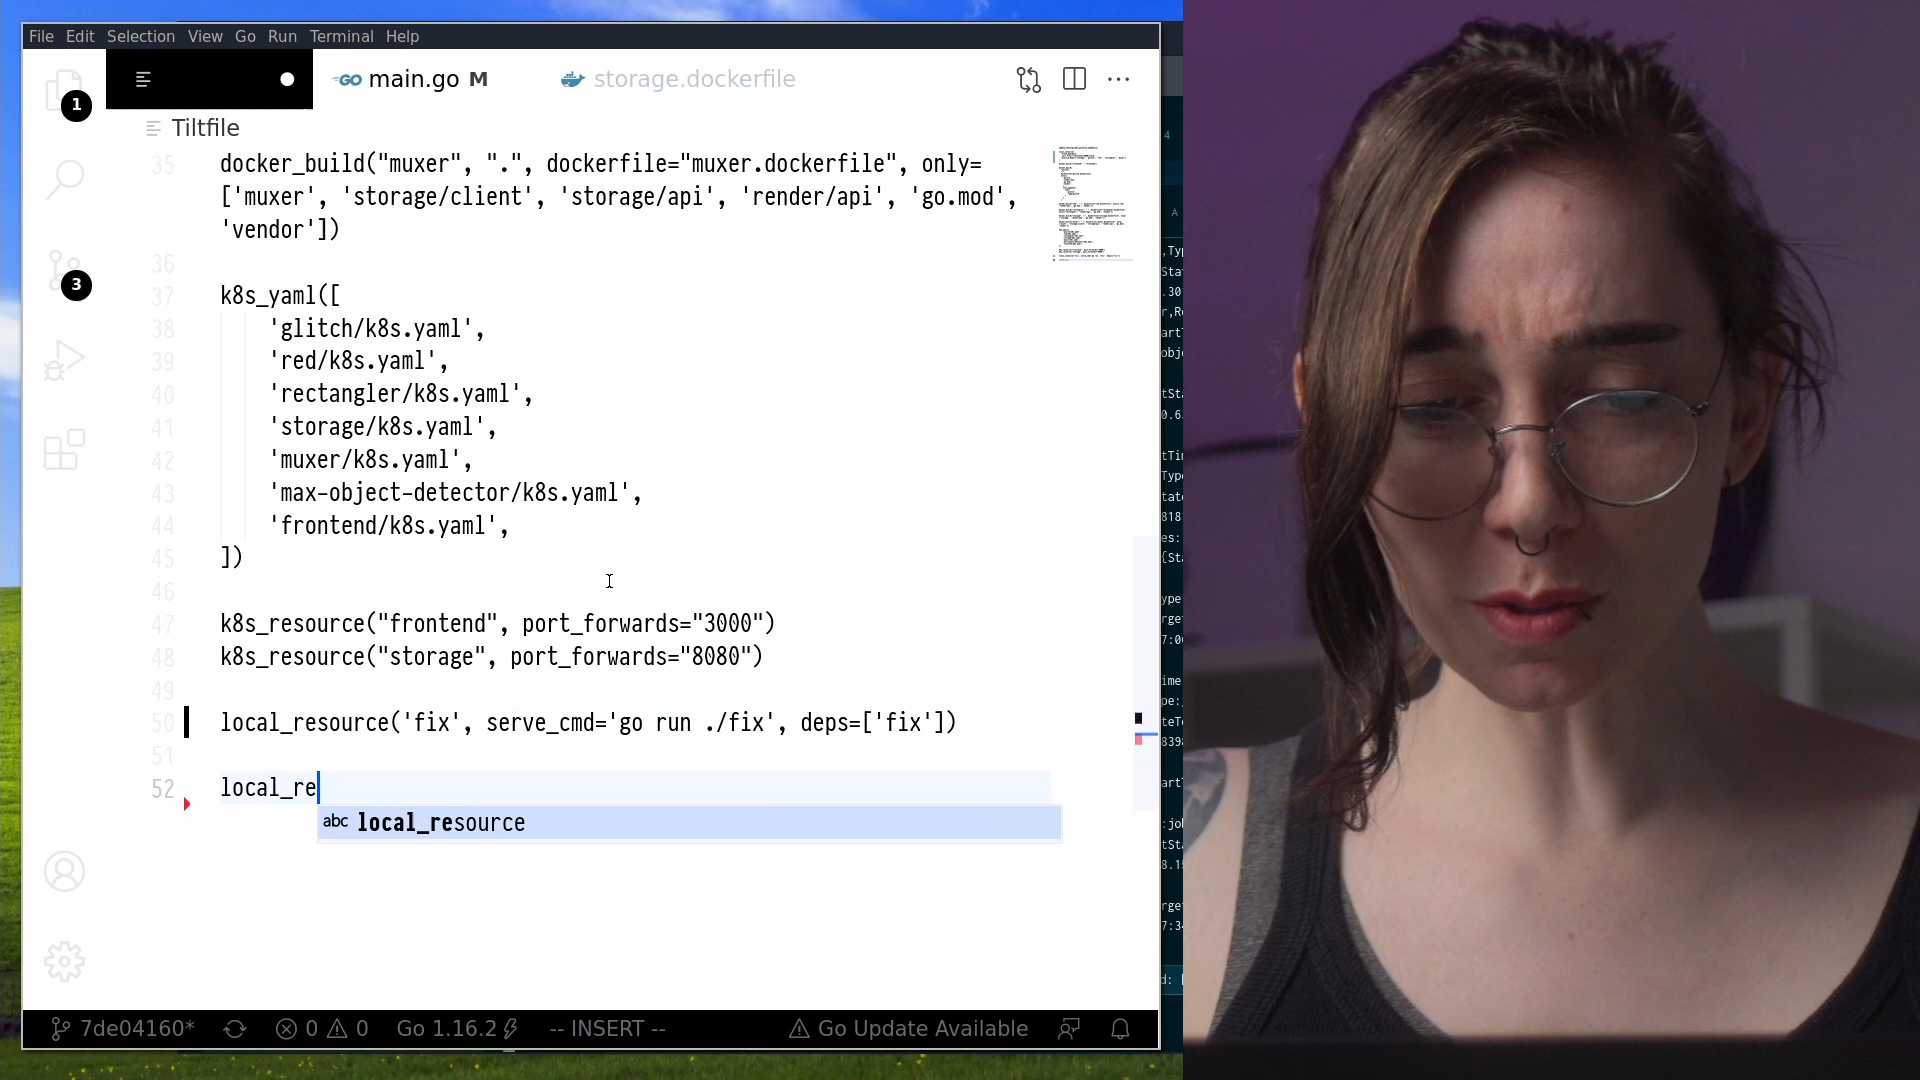 File Edit Selection View Go Run Terminal Help
main.go M storage.dockerfile
Tiltfile
35 docker_build("muxer", ".", dockerfile="muxer.dockerfile", only=
['muxer', 'storage/client', 'storage/api', 'render/api', 'go.mod',
'vendor'])
36
37 k8s_yaml([
38 'glitch/k8s.yaml',
39 'red/k8s.yaml',
40 'rectangler/k8s.yaml',
41 'storage/k8s.yaml',
42 'muxer/k8s.yaml',
43 'max-object-detector/k8s.yaml',
44 'frontend/k8s.yaml',
45 ])
46
47 k8s_resource("frontend", port_forwards="3000")
48 k8s_resource("storage", port_forwards="8080")
49
50 local_resource('fix', serve_cmd='go run ./fix', deps=['fix'])
51
52 local_re
abc local_resource
1
3
7de04160* 0 0 Go 1.16.2 -- INSERT -- Go Update Available